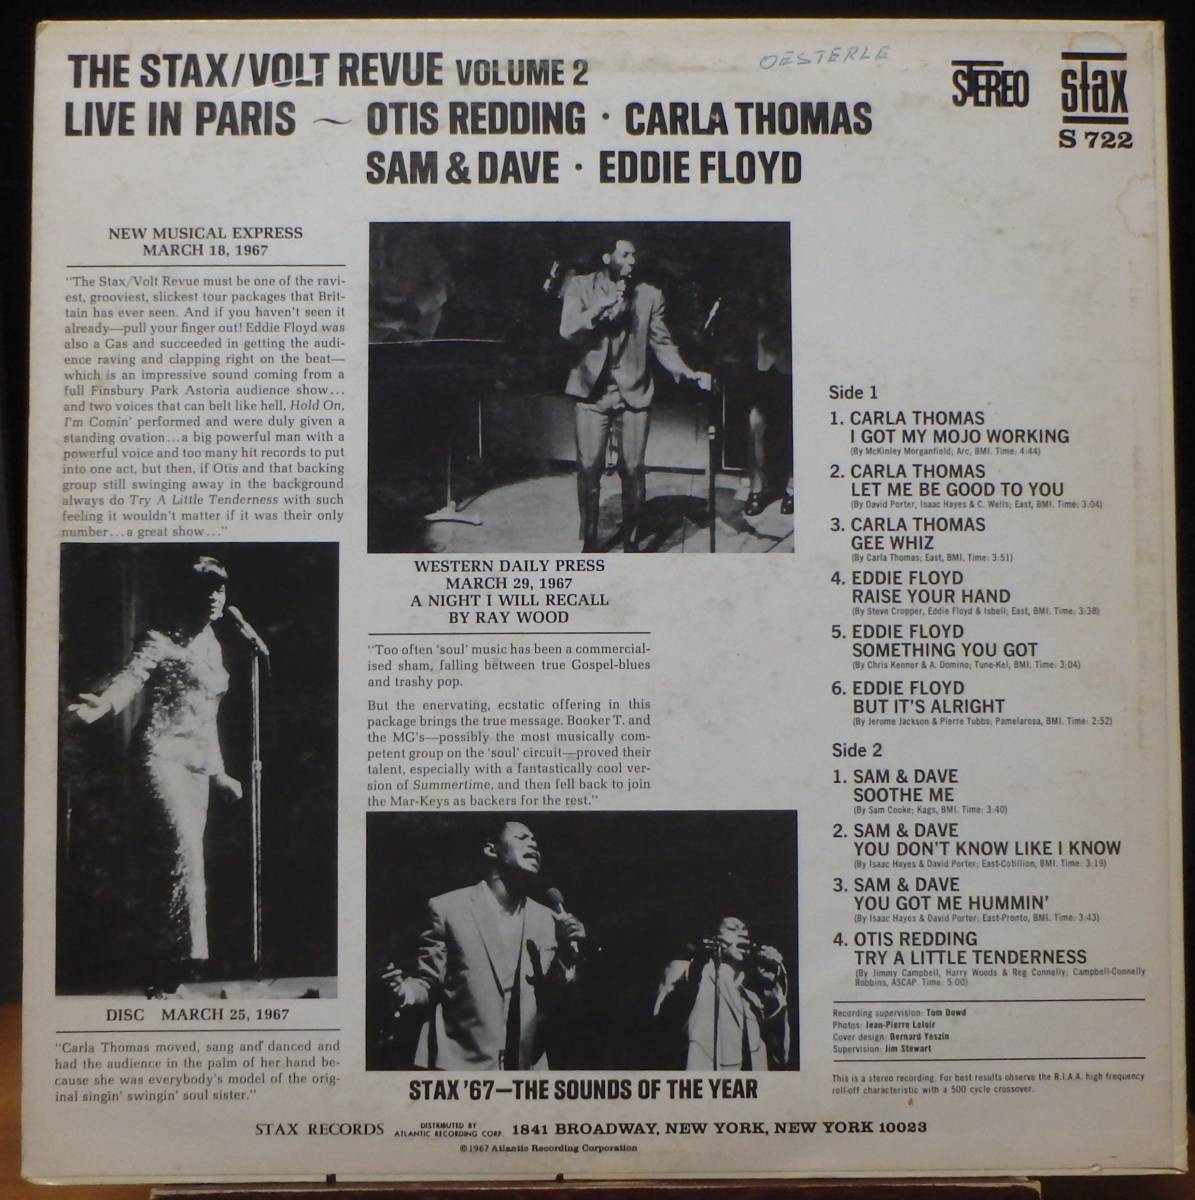 THE STAX/VOLT REVUE VOLUME 2
LIVE IN PARIS ~ OTIS REDDING · CARLA THOMAS
SAM & DAVE · EDDIE FLOYD
OESTERLE
STEREO
stax
S 722
NEW MUSICAL EXPRESS
MARCH 18, 1967
"The Stax/Volt Revue must be one of the ravi-
est, grooviest, slickest tour packages that Brit-
tain has ever seen. And if you haven't seen it
already—pull your finger out! Eddie Floyd was
also a Gas and succeeded in getting the audi-
ence raving and clapping right on the beat—
which is an impressive sound coming from a
full Finsbury Park Astoria audience show...
and two voices that can belt like hell, Hold On,
I'm Comin' performed and were duly given a
standing ovation...a big powerful man with a
powerful voice and too many hit records to put
into one act, but then, if Otis and that backing
group still swinging away in the background
always do Try A Little Tenderness with such
feeling it wouldn't matter if it was their only
number...a great show..."
DISC MARCH 25, 1967
"Carla Thomas moved, sang and danced and
had the audience in the palm of her hand be-
cause she was everybody's model of the orig-
inal singin' swingin' soul sister."
WESTERN DAILY PRESS
MARCH 29, 1967
A NIGHT I WILL RECALL
BY RAY WOOD
"Too often 'soul' music has been a commercial-
ised sham, falling between true Gospel-blues
and trashy pop.
But the enervating, ecstatic offering in this
package brings the true message. Booker T. and
the MG's—possibly the most musically com-
petent group on the 'soul' circuit—proved their
talent, especially with a fantastically cool ver-
sion of Summertime, and then fell back to join
the Mar-Keys as backers for the rest."
STAX '67—THE SOUNDS OF THE YEAR
Side 1
1. CARLA THOMAS
I GOT MY MOJO WORKING
(By McKinley Morganfield; Arc, BMI. Time: 4:44)
2. CARLA THOMAS
LET ME BE GOOD TO YOU
(By David Porter, Isaac Hayes & C. Wells; East, BMI. Time: 3:04)
3. CARLA THOMAS
GEE WHIZ
(By Carla Thomas; East, BMI. Time: 3:51)
4. EDDIE FLOYD
RAISE YOUR HAND
(By Steve Cropper, Eddie Floyd & Isbell; East, BMI. Time: 3:38)
5. EDDIE FLOYD
SOMETHING YOU GOT
(By Chris Kenner & A. Domino; Tune-Kel, BMI. Time: 3:04)
6. EDDIE FLOYD
BUT IT'S ALRIGHT
(By Jerome Jackson & Pierre Tubbs; Pamelarosa, BMI. Time: 2:52)
Side 2
1. SAM & DAVE
SOOTHE ME
(By Sam Cooke; Kags, BMI. Time: 3:40)
2. SAM & DAVE
YOU DON'T KNOW LIKE I KNOW
(By Isaac Hayes & David Porter; East-Cotillion, BMI. Time: 3:19)
3. SAM & DAVE
YOU GOT ME HUMMIN'
(By Isaac Hayes & David Porter; East-Pronto, BMI. Time: 3:43)
4. OTIS REDDING
TRY A LITTLE TENDERNESS
(By Jimmy Campbell, Harry Woods & Reg Connelly; Campbell-Connelly
Robbins, ASCAP. Time: 5:00)
Recording supervision: Tom Dowd
Photos: Jean-Pierre Leloir
Cover design: Bernard Yeszin
Supervision: Jim Stewart
This is a stereo recording. For best results observe the R.I.A.A. high frequency
roll-off characteristic with a 500 cycle crossover.
STAX RECORDS DISTRIBUTED BY ATLANTIC RECORDING CORP. 1841 BROADWAY, NEW YORK, NEW YORK 10023
©1967 Atlantic Recording Corporation